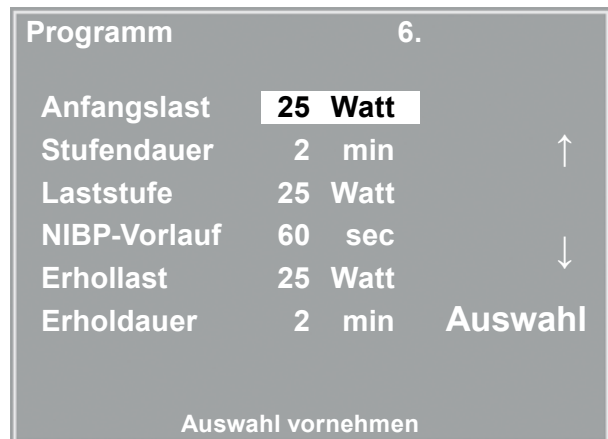 Programm 6.
Anfangslast 25 Watt
Stufendauer 2 min ↑
Laststufe 25 Watt
NIBP-Vorlauf 60 sec ↓
Erhollast 25 Watt
Erholdauer 2 min Auswahl
Auswahl vornehmen